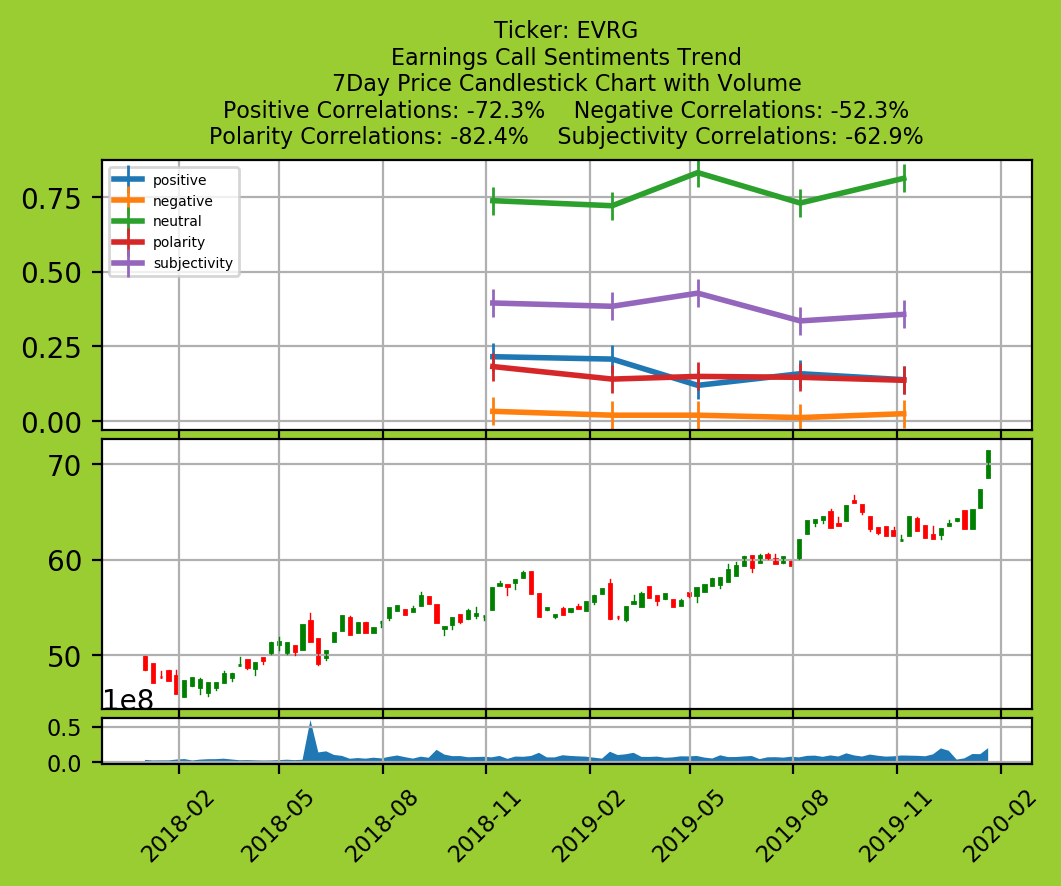 Ticker: EVRG
Earnings Call Sentiments Trend
7Day Price Candlestick Chart with Volume
Positive Correlations: -72.3%    Negative Correlations: -52.3%
Polarity Correlations: -82.4%    Subjectivity Correlations: -62.9%
positive
negative
neutral
polarity
subjectivity
0.75
0.50
0.25
0.00
70
60
50
1e8
0.5
0.0
2018-02
2018-05
2018-08
2018-11
2019-02
2019-05
2019-08
2019-11
2020-02